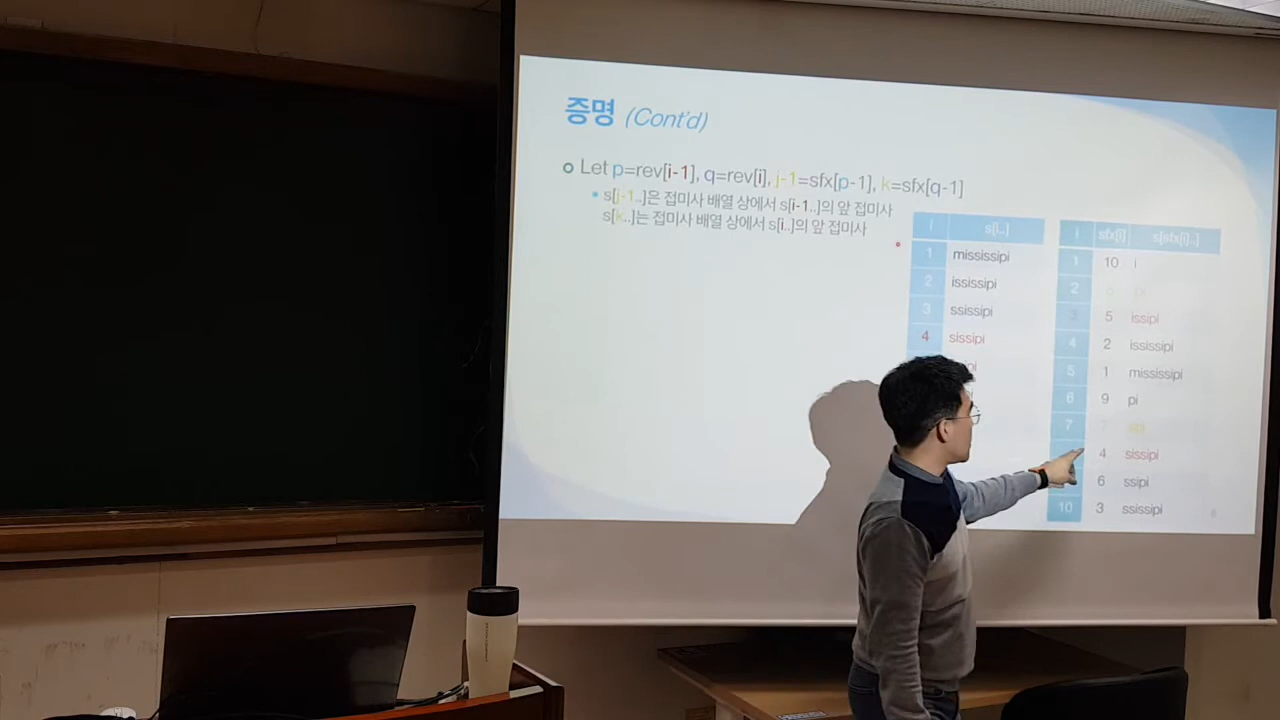 증명 (Cont'd)
Let p=rev[i-1], q=rev[i], j-1=sfx[p-1], k=sfx[q-1]
s[j-1..]은 접미사 배열 상에서 s[i-1..]의 앞 접미사
s[k..]는 접미사 배열 상에서 s[i..]의 앞 접미사
i s[i..]
1 mississipi
2 ississipi
3 ssissipi
4 sissipi
i sfx[i] s[sfx[i]..]
1 10 i
2
3 5 issipi
4 2 ississipi
5 1 mississipi
6 9 pi
7
4 sissipi
6 ssipi
10 3 ssissipi